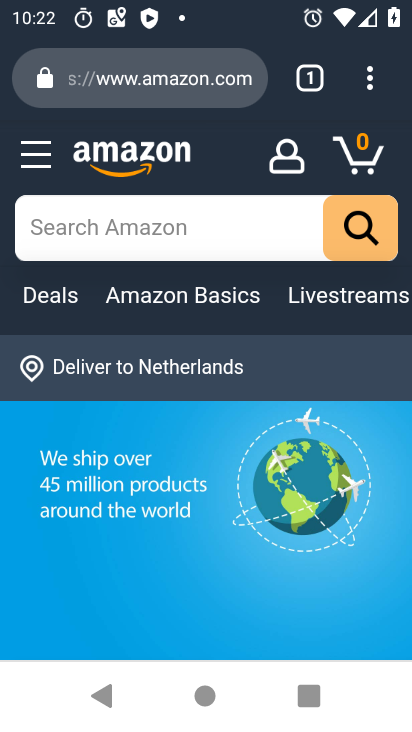 10:22
s://www.amazon.com
1
amazon
0
Search Amazon
Deals Amazon Basics Livestreams
Deliver to Netherlands
We ship over
45 million products
around the world